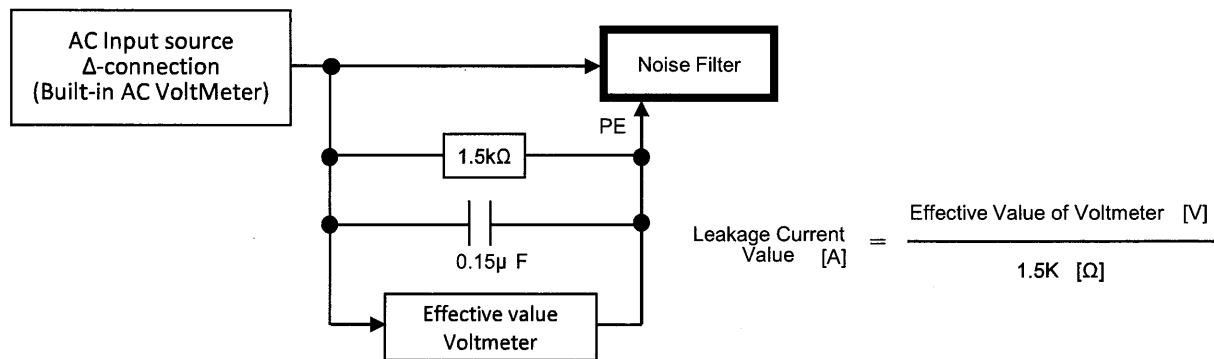 AC Input source
Δ-connection
(Built-in AC VoltMeter)
Noise Filter
PE
1.5kΩ
0.15μ F
Effective value
Voltmeter
Leakage Current
Value [A]
=
Effective Value of Voltmeter [V]
1.5K [Ω]